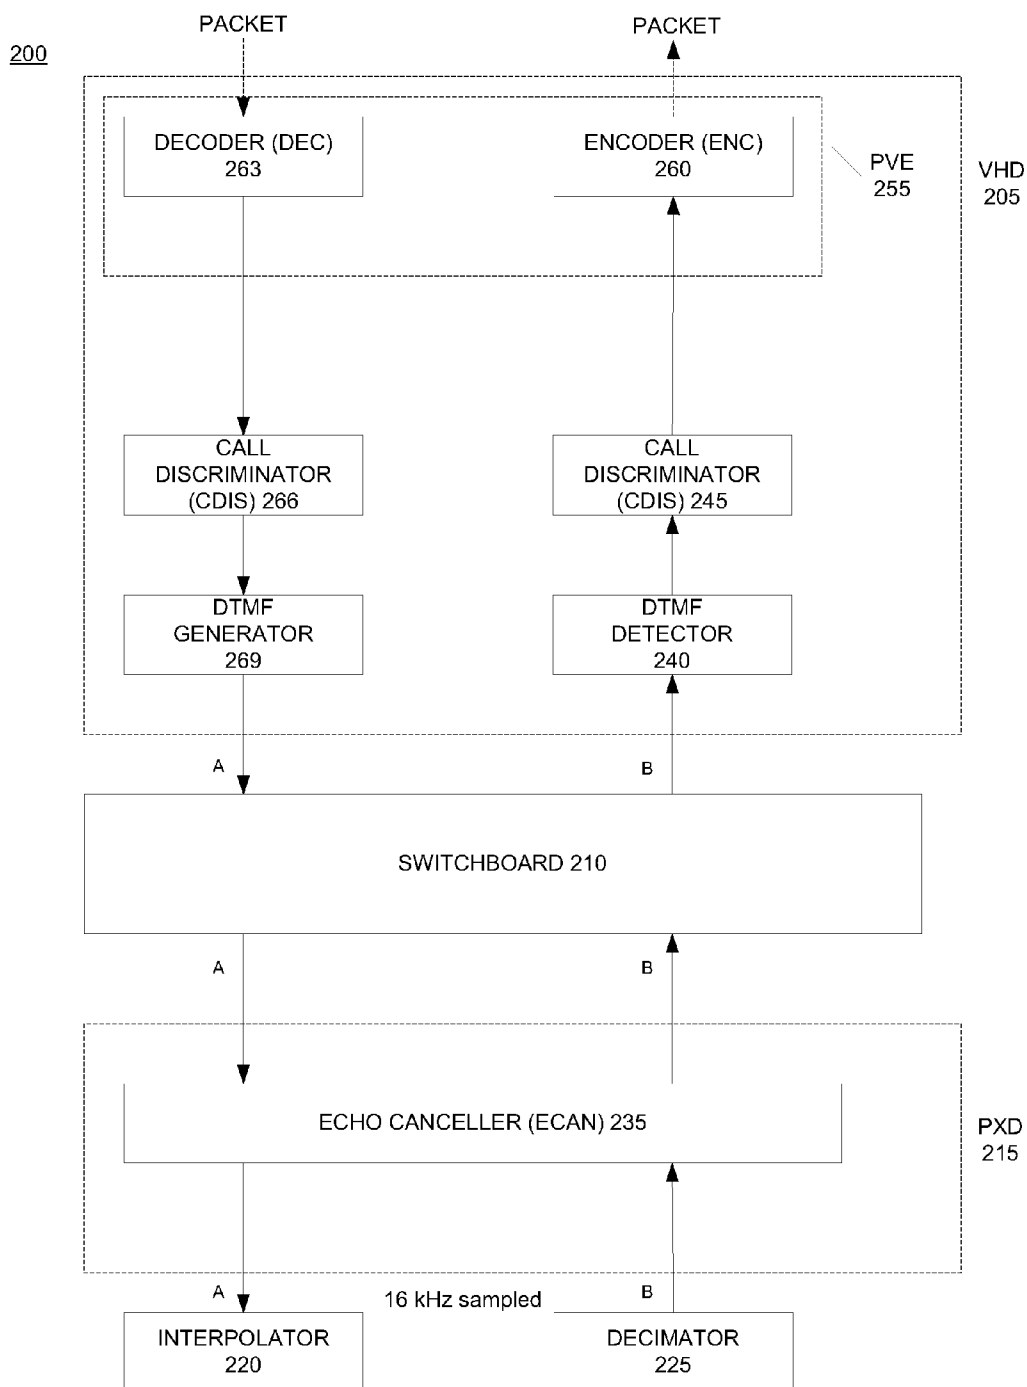 200
PACKET
PACKET
DECODER (DEC)
263
ENCODER (ENC)
260
PVE
255
VHD
205
CALL
DISCRIMINATOR
(CDIS) 266
CALL
DISCRIMINATOR
(CDIS) 245
DTMF
GENERATOR
269
DTMF
DETECTOR
240
A
B
SWITCHBOARD 210
A
B
ECHO CANCELLER (ECAN) 235
PXD
215
A
16 kHz sampled
B
INTERPOLATOR
220
DECIMATOR
225